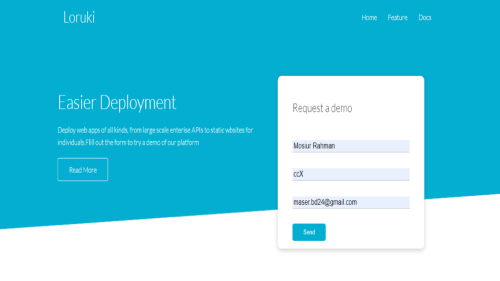 Loruki
Home Feature Docs
Easier Deployment
Deploy web apps of all kinds, from large scale enterise APIs to static wbsites for
individuals.FIll out the form to try a demo of our platform
Read More
Request a demo
Mosiur Rahman
ccX
maser.bd24@gmail.com
Send